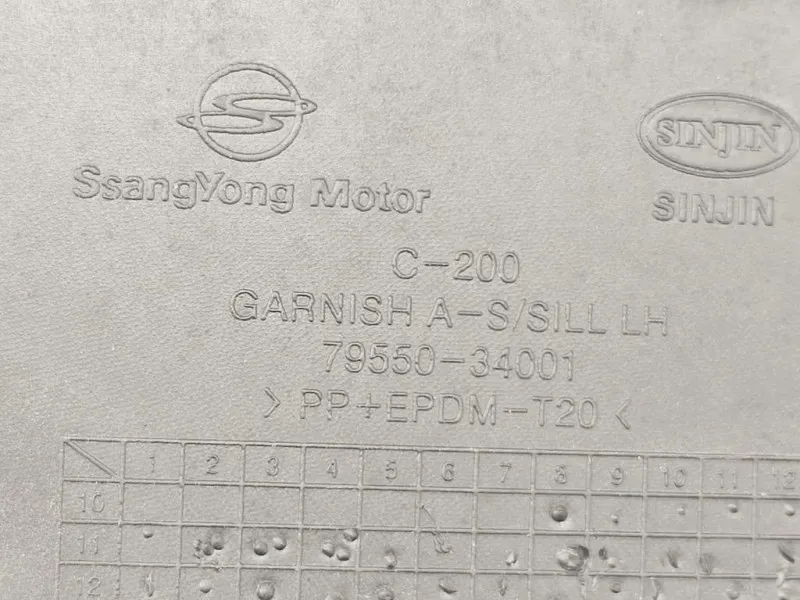 SINJIN
SsangYong Motor
SINJIN
C-200
GARNISH A-S/SILL LH
79550-34001
> PP+EPDM-T20 <
1 2 3 4 5 6 7 8 9 10 11 12
10
11
12